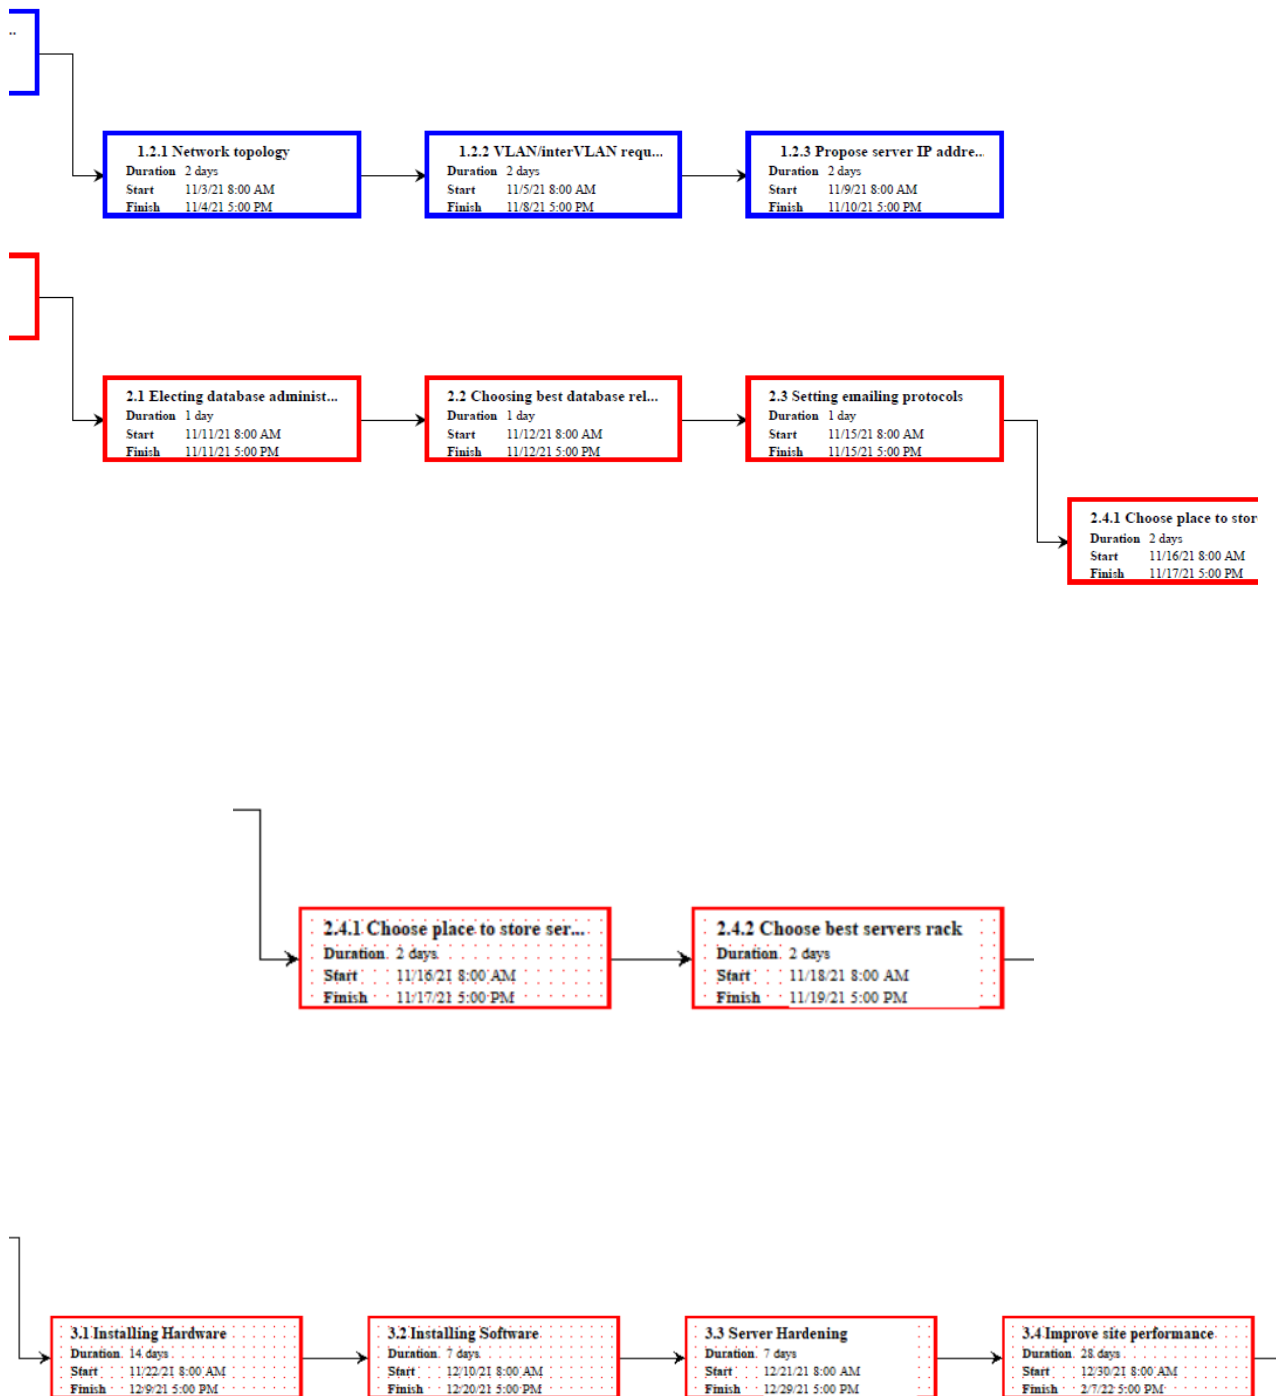 ..
1.2.1 Network topology
Duration 2 days
Start 11/3/21 8:00 AM
Finish 11/4/21 5:00 PM
1.2.2 VLAN/interVLAN requ...
Duration 2 days
Start 11/5/21 8:00 AM
Finish 11/8/21 5:00 PM
1.2.3 Propose server IP addre..
Duration 2 days
Start 11/9/21 8:00 AM
Finish 11/10/21 5:00 PM
2.1 Electing database administ...
Duration 1 day
Start 11/11/21 8:00 AM
Finish 11/11/21 5:00 PM
2.2 Choosing best database rel...
Duration 1 day
Start 11/12/21 8:00 AM
Finish 11/12/21 5:00 PM
2.3 Setting emailing protocols
Duration 1 day
Start 11/15/21 8:00 AM
Finish 11/15/21 5:00 PM
2.4.1 Choose place to stor
Duration 2 days
Start 11/16/21 8:00 AM
Finish 11/17/21 5:00 PM
2.4.1 Choose place to store ser...
Duration 2 days
Start 11/16/21 8:00 AM
Finish 11/17/21 5:00 PM
2.4.2 Choose best servers rack
Duration 2 days
Start 11/18/21 8:00 AM
Finish 11/19/21 5:00 PM
3.1 Installing Hardware
Duration 14 days
Start 11/22/21 8:00 AM
Finish 12/9/21 5:00 PM
3.2 Installing Software
Duration 7 days
Start 12/10/21 8:00 AM
Finish 12/20/21 5:00 PM
3.3 Server Hardening
Duration 7 days
Start 12/21/21 8:00 AM
Finish 12/29/21 5:00 PM
3.4 Improve site performance
Duration 28 days
Start 12/30/21 8:00 AM
Finish 2/7/22 5:00 PM